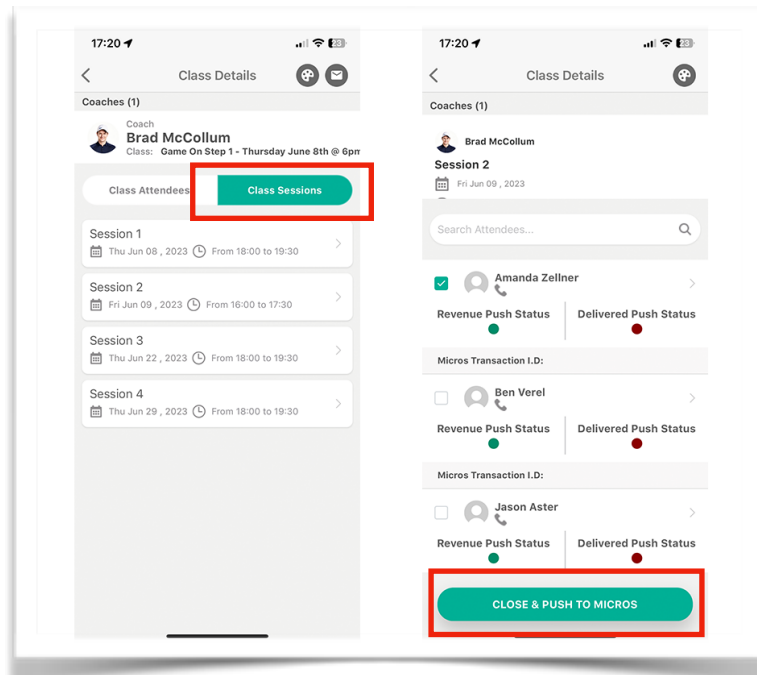 17:20
23
Class Details
Coaches (1)
Coach
Brad McCollum
Class: Game On Step 1 - Thursday June 8th @ 6pm
Class Attendees
Class Sessions
Session 1
Thu Jun 08 , 2023 From 18:00 to 19:30
Session 2
Fri Jun 09 , 2023 From 16:00 to 17:30
Session 3
Thu Jun 22 , 2023 From 18:00 to 19:30
Session 4
Thu Jun 29 , 2023 From 18:00 to 19:30
17:20
23
Class Details
Coaches (1)
Brad McCollum
Session 2
Fri Jun 09 , 2023
Search Attendees...
Amanda Zellner
Revenue Push Status Delivered Push Status
Micros Transaction I.D:
Ben Verel
Revenue Push Status Delivered Push Status
Micros Transaction I.D:
Jason Aster
Revenue Push Status Delivered Push Status
CLOSE & PUSH TO MICROS